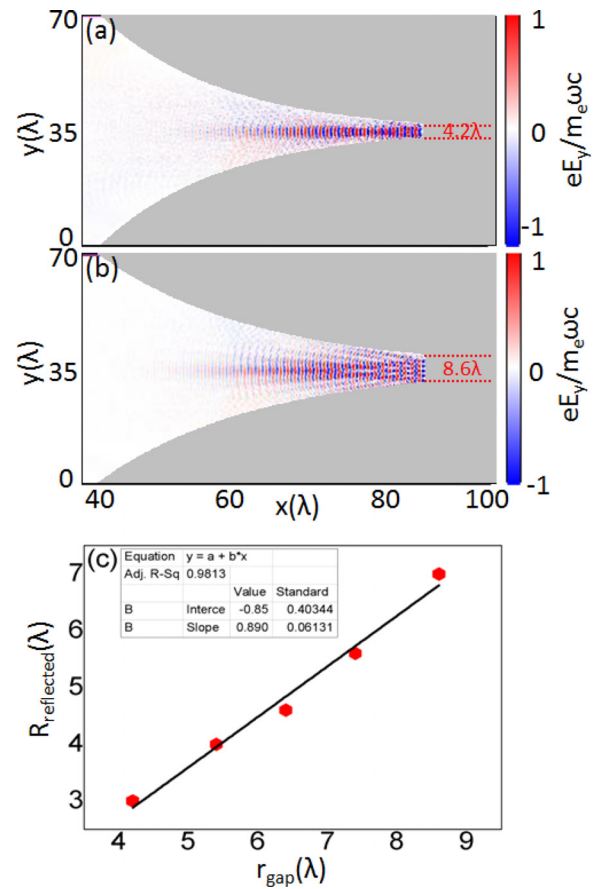 70
(a)
y(λ)
35
4.2λ
0
1
0
-1
eE_y/m_eωc
70
(b)
y(λ)
35
8.6λ
0
40
60
80
100
x(λ)
1
0
-1
eE_y/m_eωc
(c)
Equation y = a + b*x
Adj. R-Sq 0.9813
Value Standard
B Interce -0.85 0.40344
B Slope 0.890 0.06131
R_reflected(λ)
7
6
5
4
3
4 5 6 7 8 9
r_gap(λ)